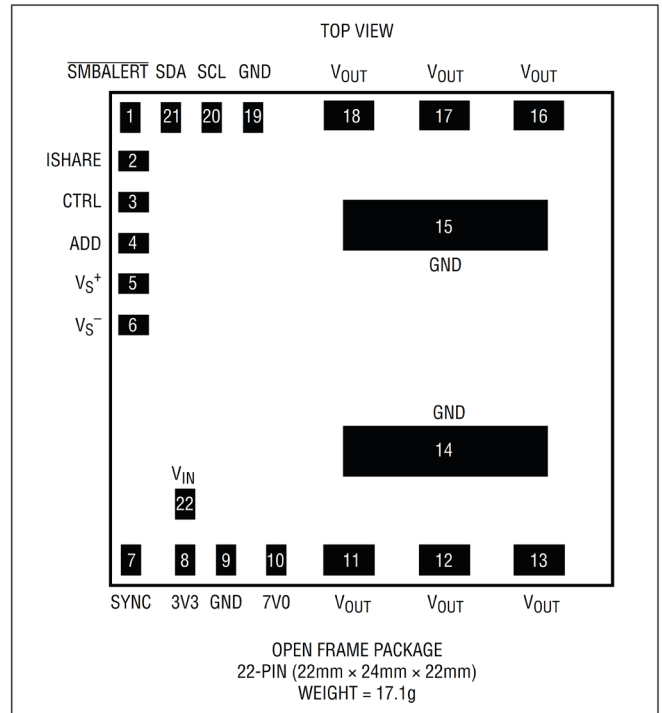 TOP VIEW
SMBALERT SDA SCL GND VOUT VOUT VOUT
1 21 20 19 18 17 16
ISHARE 2
CTRL 3
ADD 4
VS+ 5
VS– 6
15
GND
GND
14
VIN
22
7 8 9 10 11 12 13
SYNC 3V3 GND 7V0 VOUT VOUT VOUT
OPEN FRAME PACKAGE
22-PIN (22mm × 24mm × 22mm)
WEIGHT = 17.1g